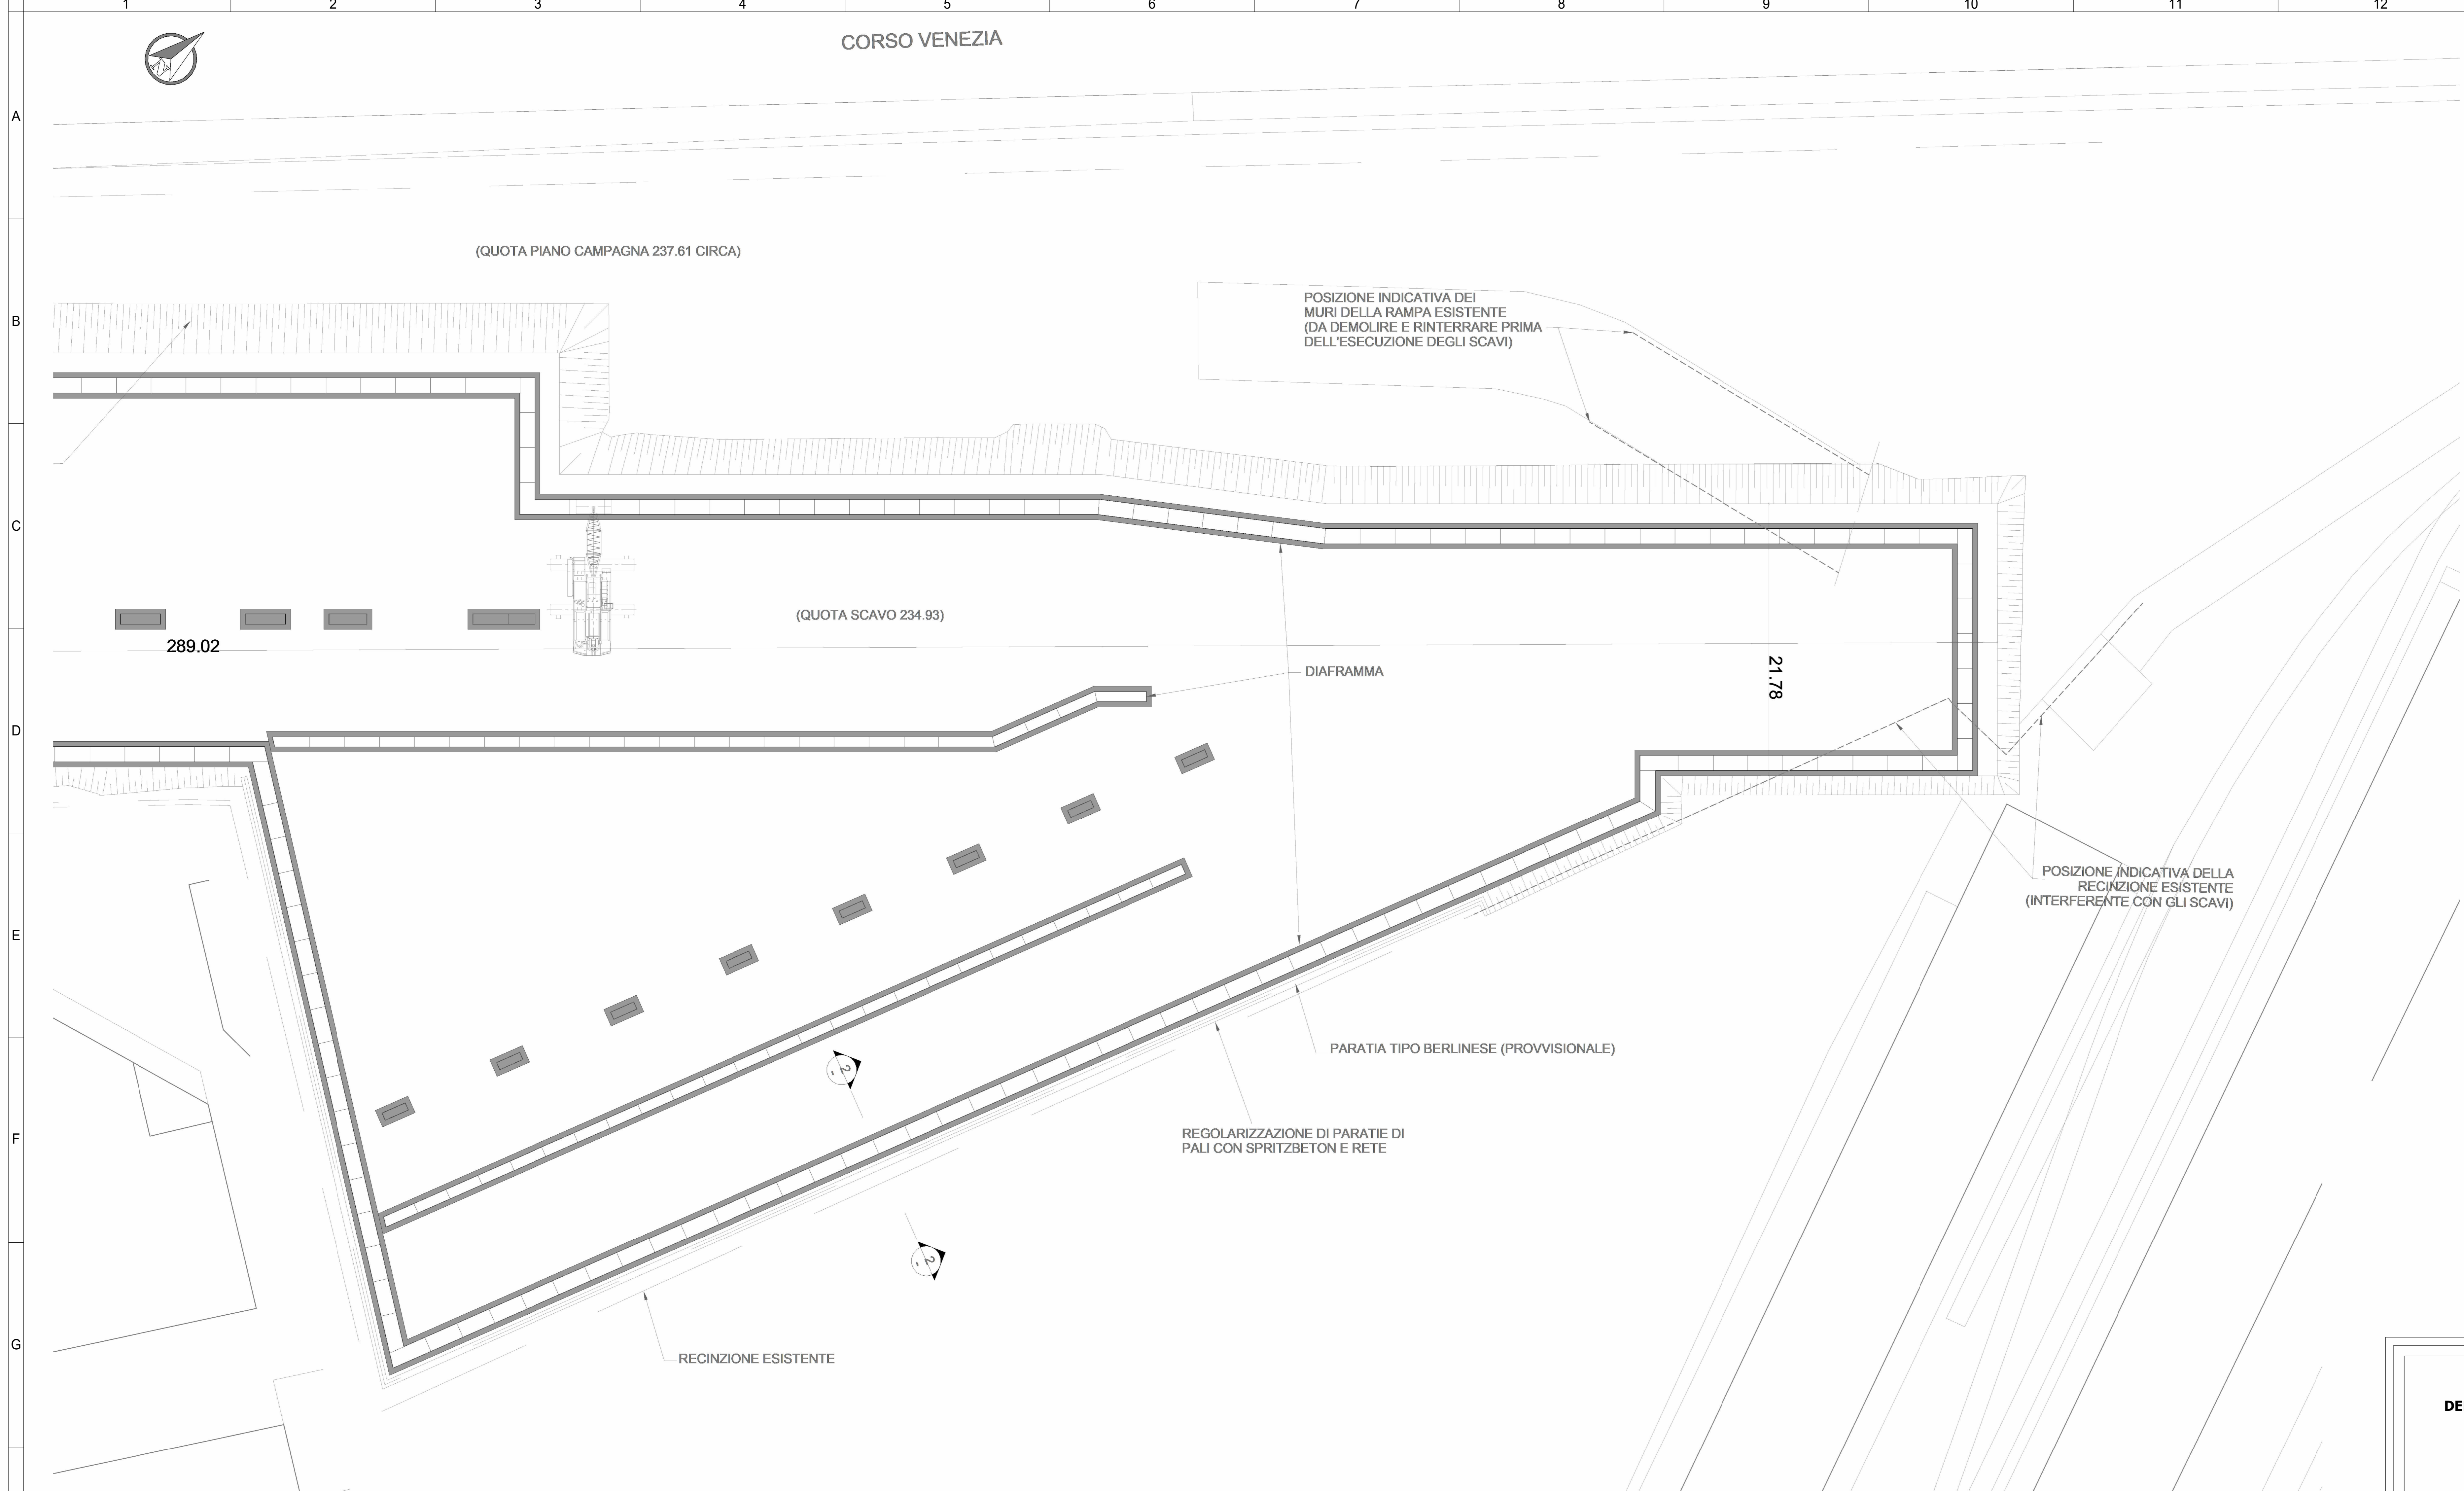 1 2 3 4 5 6 7 8 9 10 11 12
CORSO VENEZIA
N
A
(QUOTA PIANO CAMPAGNA 237.61 CIRCA)
B
POSIZIONE INDICATIVA DEI
MURI DELLA RAMPA ESISTENTE
(DA DEMOLIRE E RINTERRARE PRIMA
DELL'ESECUZIONE DEGLI SCAVI)
C
(QUOTA SCAVO 234.93)
289.02
DIAFRAMMA
21.78
D
POSIZIONE INDICATIVA DELLA
RECINZIONE ESISTENTE
(INTERFERENTE CON GLI SCAVI)
E
PARATIA TIPO BERLINESE (PROVVISIONALE)
2
-
F
REGOLARIZZAZIONE DI PARATIE DI
PALI CON SPRITZBETON E RETE
2
-
G
RECINZIONE ESISTENTE
DE